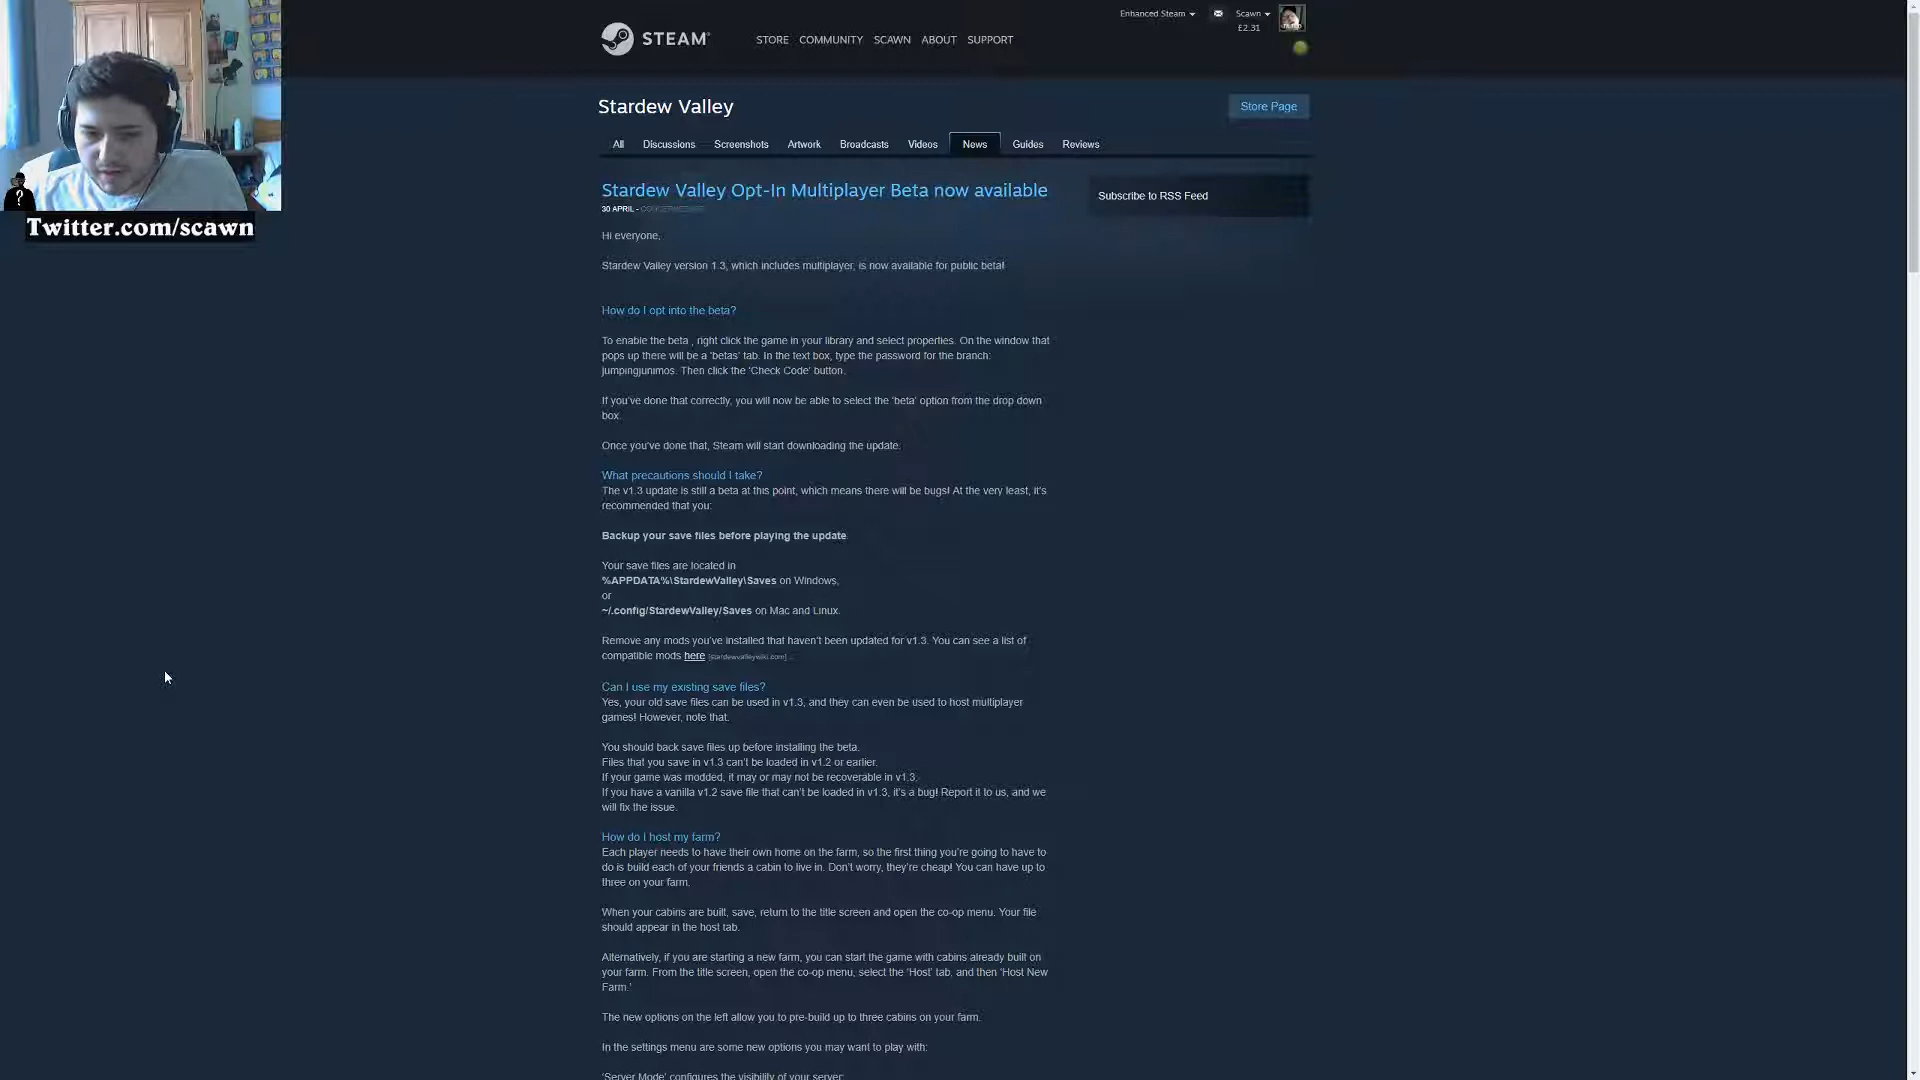 Enhanced Steam
Scawn
£2.31
STEAM
STORE COMMUNITY SCAWN ABOUT SUPPORT
Stardew Valley
Store Page
All Discussions Screenshots Artwork Broadcasts Videos News Guides Reviews
Stardew Valley Opt-In Multiplayer Beta now available
30 APRIL -
Subscribe to RSS Feed
?
Twitter.com/scawn
Hi everyone,
Stardew Valley version 1.3, which includes multiplayer, is now available for public beta!
How do I opt into the beta?
To enable the beta , right click the game in your library and select properties. On the window that
pops up there will be a 'betas' tab. In the text box, type the password for the branch:
jumpingjunimos. Then click the 'Check Code' button.
If you've done that correctly, you will now be able to select the 'beta' option from the drop down
box.
Once you've done that, Steam will start downloading the update.
What precautions should I take?
The v1.3 update is still a beta at this point, which means there will be bugs! At the very least, it's
recommended that you:
Backup your save files before playing the update.
Your save files are located in
%APPDATA%\StardewValley\Saves on Windows,
or
~/.config/StardewValley/Saves on Mac and Linux.
Remove any mods you've installed that haven't been updated for v1.3. You can see a list of
compatible mods here [stardewvalleywiki.com] .
Can I use my existing save files?
Yes, your old save files can be used in v1.3, and they can even be used to host multiplayer
games! However, note that.
You should back save files up before installing the beta.
Files that you save in v1.3 can't be loaded in v1.2 or earlier.
If your game was modded, it may or may not be recoverable in v1.3.
If you have a vanilla v1.2 save file that can't be loaded in v1.3, it's a bug! Report it to us, and we
will fix the issue.
How do I host my farm?
Each player needs to have their own home on the farm, so the first thing you're going to have to
do is build each of your friends a cabin to live in. Don't worry, they're cheap! You can have up to
three on your farm.
When your cabins are built, save, return to the title screen and open the co-op menu. Your file
should appear in the host tab.
Alternatively, if you are starting a new farm, you can start the game with cabins already built on
your farm. From the title screen, open the co-op menu, select the 'Host' tab, and then 'Host New
Farm.'
The new options on the left allow you to pre-build up to three cabins on your farm.
In the settings menu are some new options you may want to play with:
'Server Mode' configures the visibility of your server: